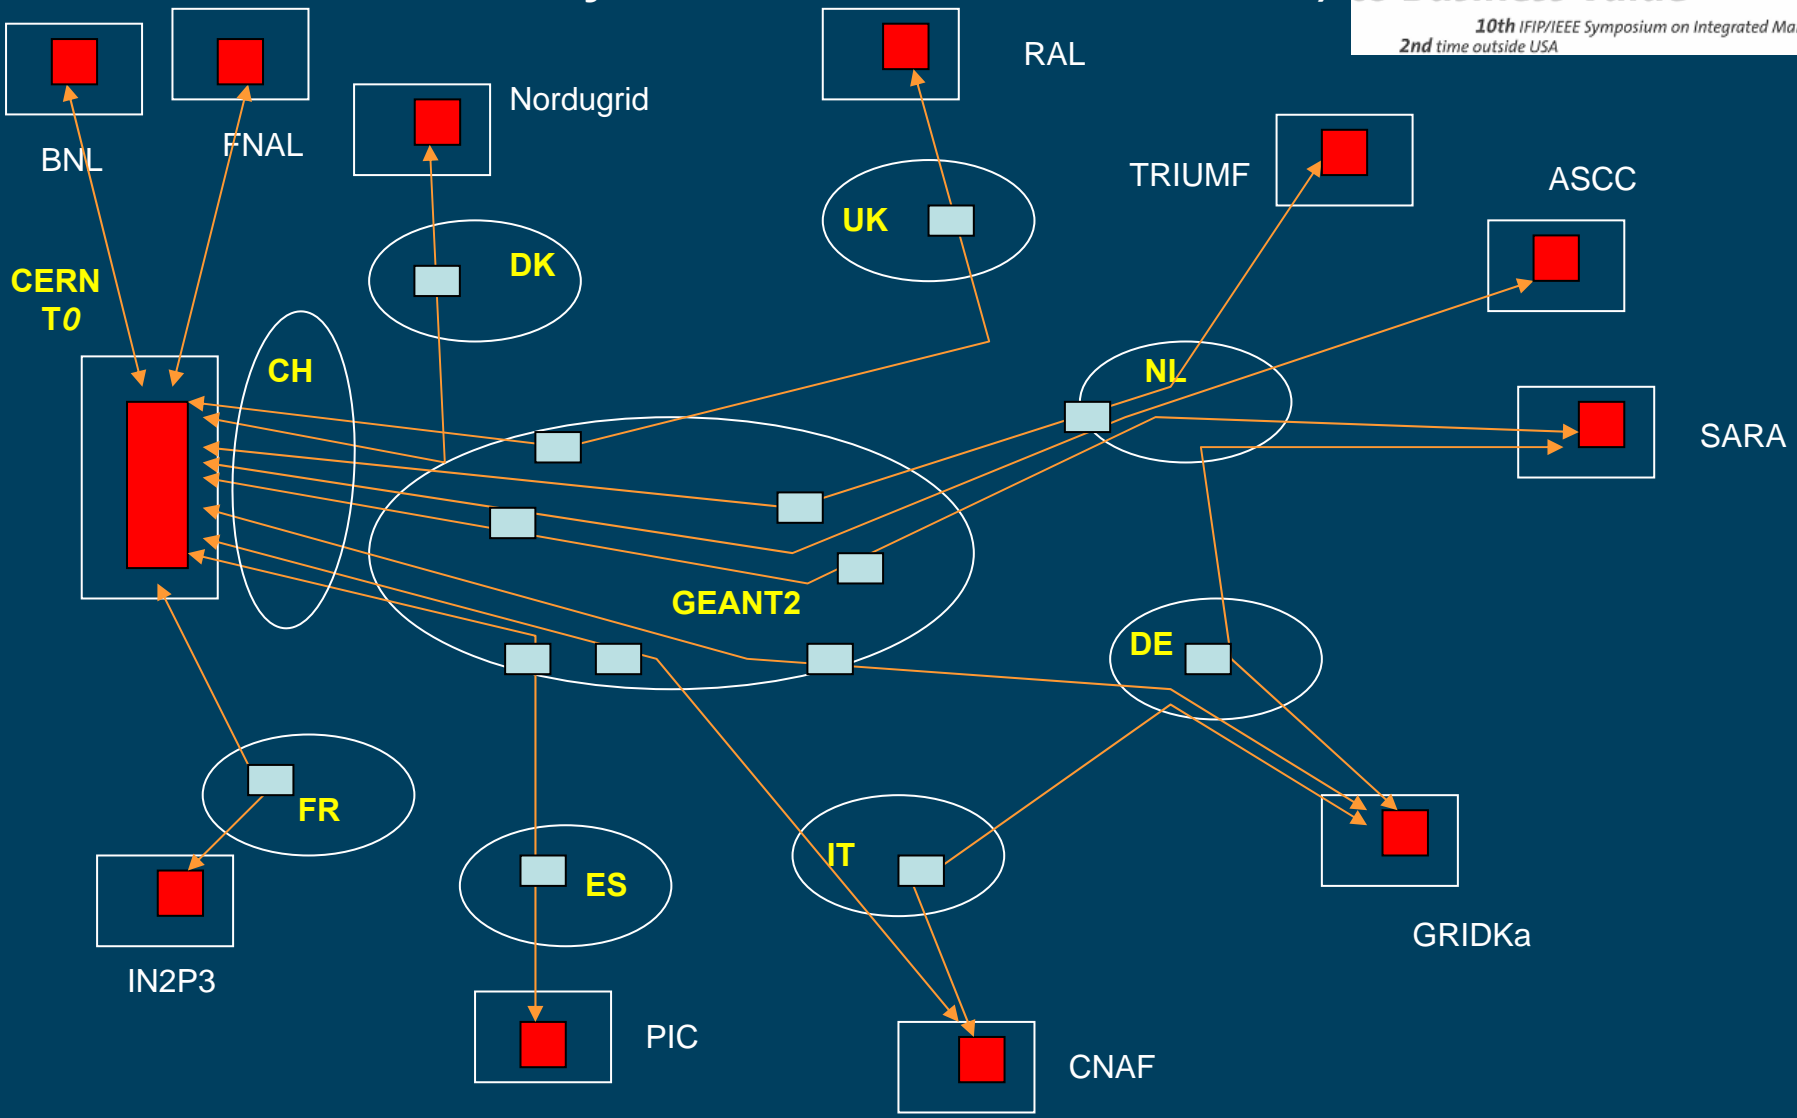 10th IFIP/IEEE Symposium on Integrated
2nd time outside USA
RAL
Nordugrid
FNAL
BNL
TRIUMF
ASCC
UK
DK
CERN
T0
CH
NL
SARA
GEANT2
DE
FR
IT
ES
GRIDKa
IN2P3
PIC
CNAF